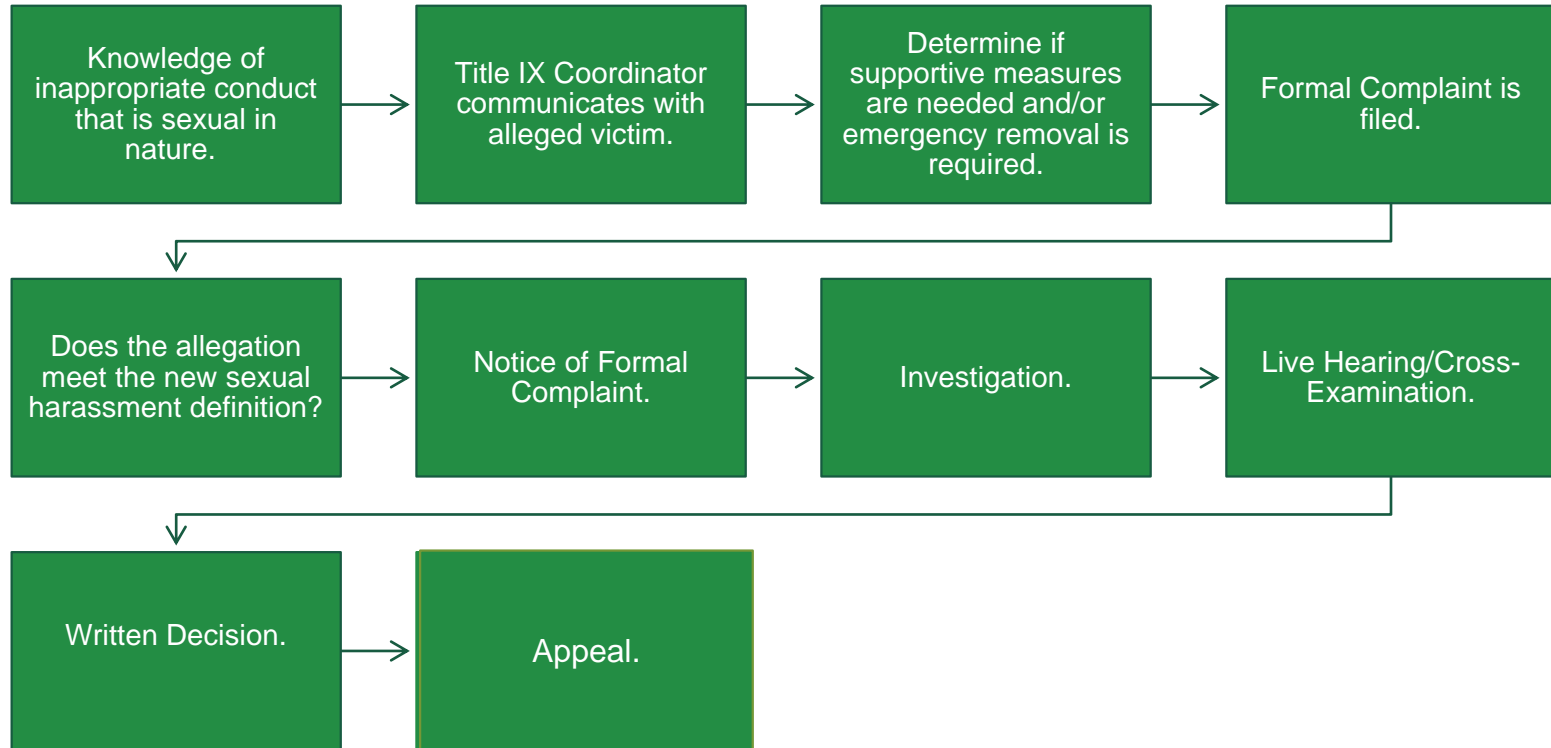 Knowledge of
inappropriate conduct
that is sexual in
nature.
Title IX Coordinator
communicates with
alleged victim.
Determine if
supportive measures
are needed and/or
emergency removal is
required.
Formal Complaint is
filed.
Does the allegation
meet the new sexual
harassment definition?
Notice of Formal
Complaint.
Investigation.
Live Hearing/Cross-
Examination.
Written Decision.
Appeal.